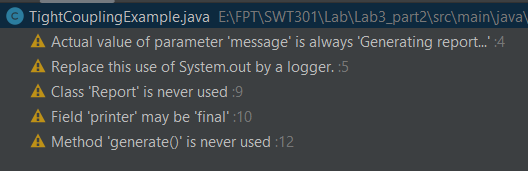 TightCouplingExample.java E:\FPT\SWT301\Lab\Lab3_part2\src\main\java\
Actual value of parameter 'message' is always 'Generating report...' :4
Replace this use of System.out by a logger. :5
Class 'Report' is never used :9
Field 'printer' may be 'final' :10
Method 'generate()' is never used :12